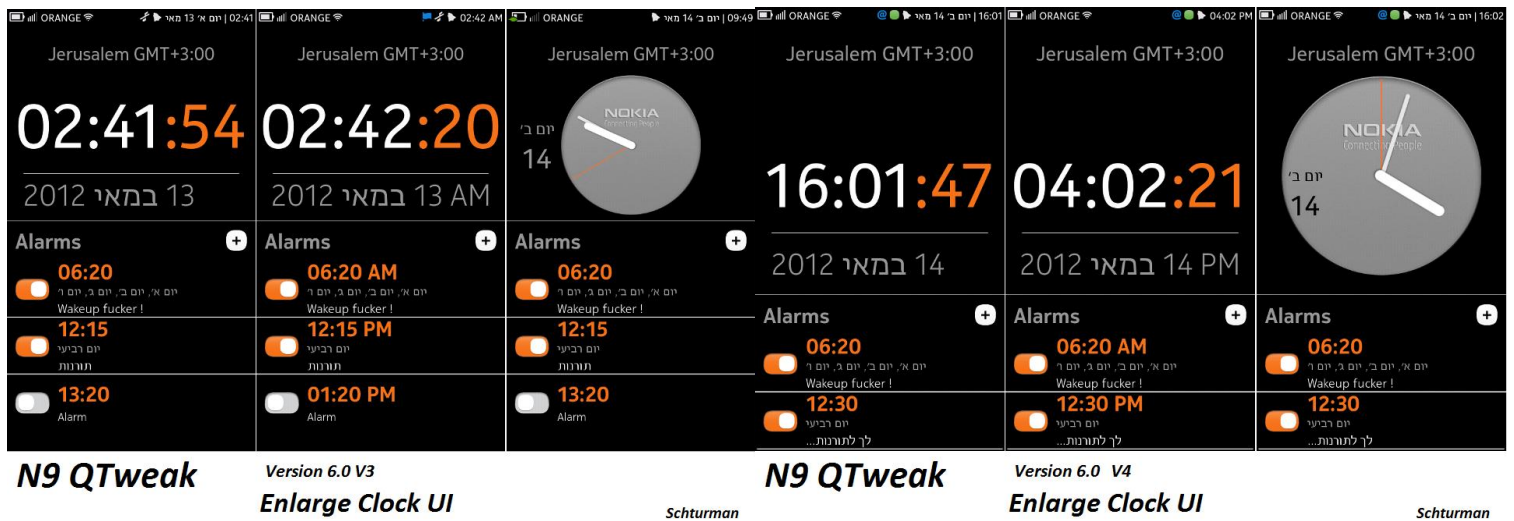 ORANGE
02:41 | יום א׳ 13 מאי
Jerusalem GMT+3:00
02:41:54
13 במאי 2012
Alarms
+
06:20
יום א׳, יום ב׳, יום ג׳, יום ו׳
Wakeup fucker !
12:15
יום רביעי
תורנות
13:20
Alarm
ORANGE
02:42 AM
Jerusalem GMT+3:00
02:42:20
13 במאי 2012 AM
Alarms
+
06:20 AM
יום א׳, יום ב׳, יום ג׳, יום ו׳
Wakeup fucker !
12:15 PM
יום רביעי
תורנות
01:20 PM
Alarm
ORANGE
09:49 | יום ב׳ 14 מאי
Jerusalem GMT+3:00
NOKIA
Connecting People
יום ב׳
14
Alarms
+
06:20
יום א׳, יום ב׳, יום ג׳, יום ו׳
Wakeup fucker !
12:15
יום רביעי
תורנות
13:20
Alarm
N9 QTweak
Version 6.0 V3
Enlarge Clock UI
Schturman
ORANGE
16:01 | יום ב׳ 14 מאי
Jerusalem GMT+3:00
16:01:47
14 במאי 2012
Alarms
+
06:20
יום א׳, יום ב׳, יום ג׳, יום ו׳
Wakeup fucker !
12:30
יום רביעי
לך לתורנות...
ORANGE
04:02 PM
Jerusalem GMT+3:00
04:02:21
14 במאי 2012 PM
Alarms
+
06:20 AM
יום א׳, יום ב׳, יום ג׳, יום ו׳
Wakeup fucker !
12:30 PM
יום רביעי
לך לתורנות...
ORANGE
16:02 | יום ב׳ 14 מאי
Jerusalem GMT+3:00
NOKIA
Connecting People
יום ב׳
14
Alarms
+
06:20
יום א׳, יום ב׳, יום ג׳, יום ו׳
Wakeup fucker !
12:30
יום רביעי
לך לתורנות...
N9 QTweak
Version 6.0 V4
Enlarge Clock UI
Schturman